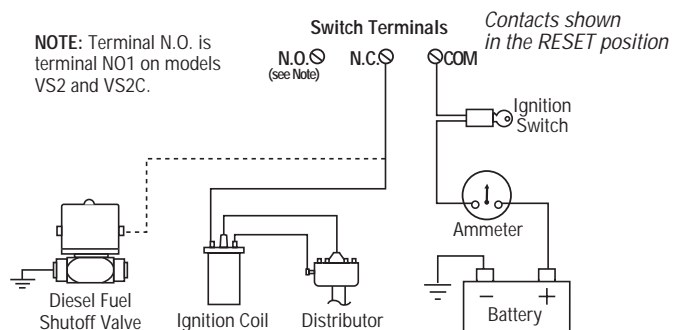 Switch Terminals
Contacts shown
in the RESET position
NOTE: Terminal N.O. is
terminal NO1 on models
VS2 and VS2C.
N.O.
(see Note)
N.C.
COM
Ignition
Switch
Ammeter
Diesel Fuel
Shutoff Valve
Ignition Coil
Distributor
– +
Battery